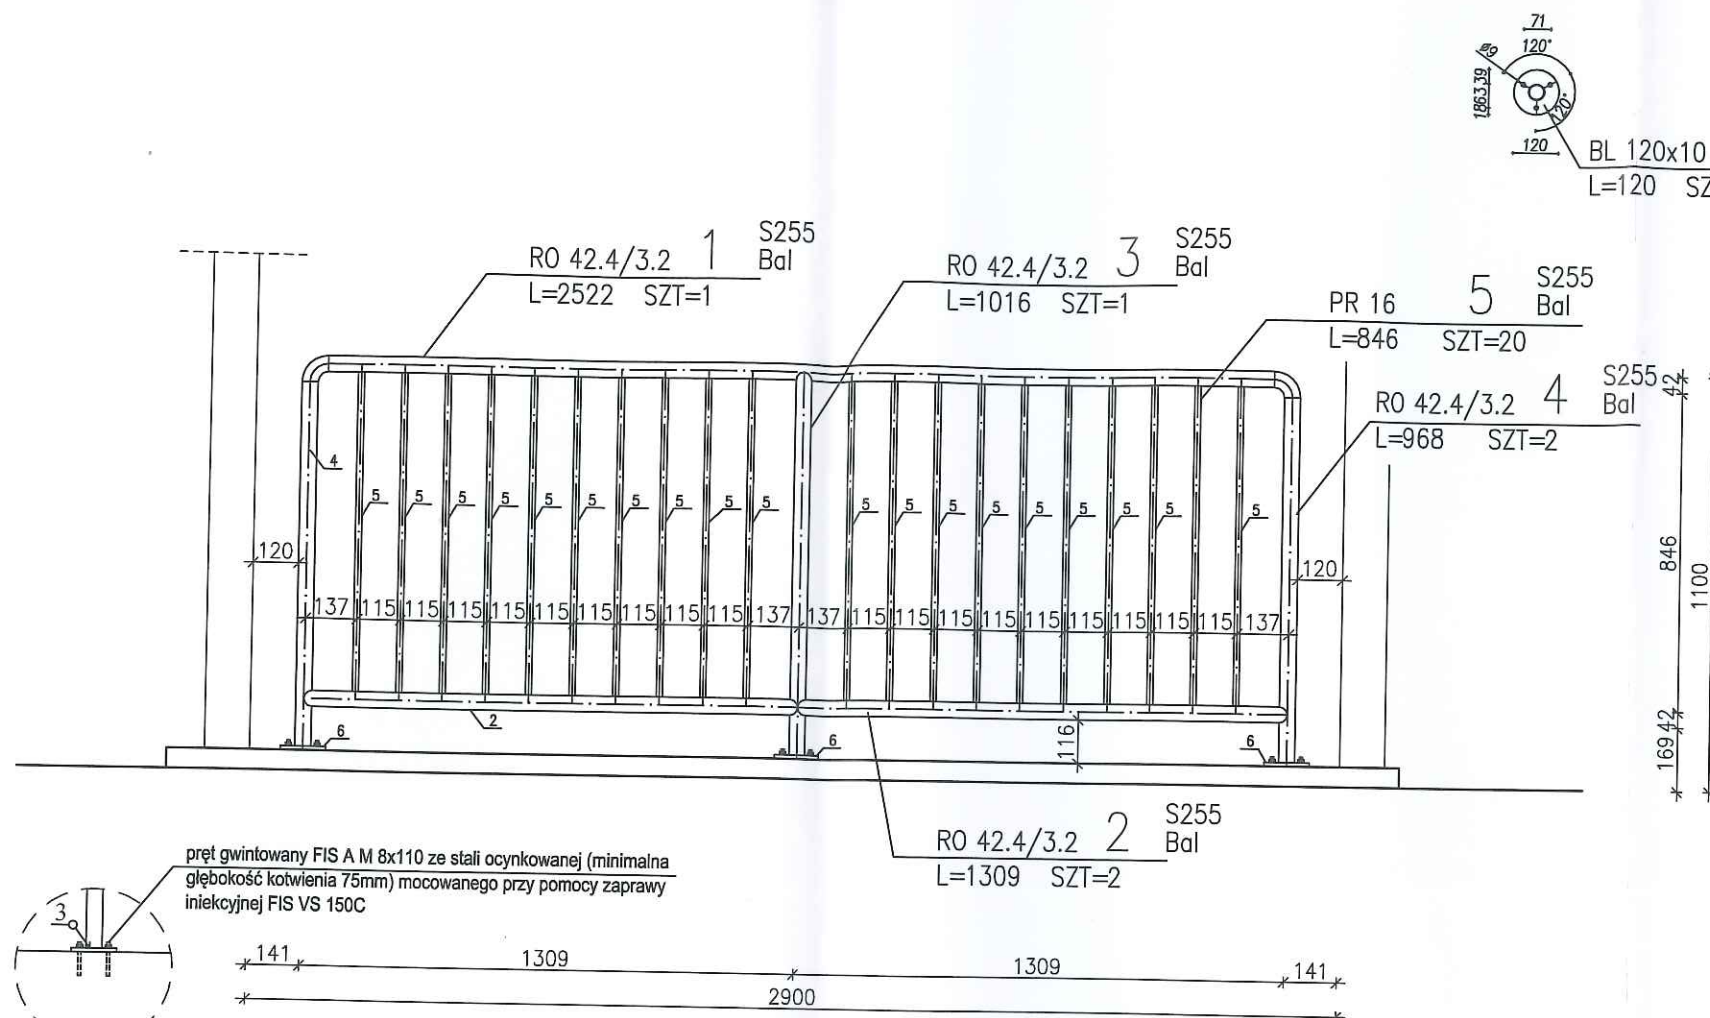 71
120°
ø9
120°
120
BL 120x10
L=120
RO 42.4/3.2 1 S255
Bal
L=2522 SZT=1
RO 42.4/3.2 3 S255
Bal
L=1016 SZT=1
PR 16 5 S255
Bal
L=846 SZT=20
RO 42.4/3.2 4 S255
Bal
L=968 SZT=2
42
4
5 5 5 5 5 5 5 5 5 5 5 5 5 5 5 5 5 5 5
120
120
846
1100
137 115 115 115 115 115 115 115 115 115 137 137 115 115 115 115 115 115 115 115 115 137
2
6
6
116
6
42
169
RO 42.4/3.2 2 S255
Bal
L=1309 SZT=2
pręt gwintowany FIS A M 8x110 ze stali ocynkowanej (minimalna
głębokość kotwienia 75mm) mocowanego przy pomocy zaprawy
iniekcyjnej FIS VS 150C
3
141 1309 1309 141
2900